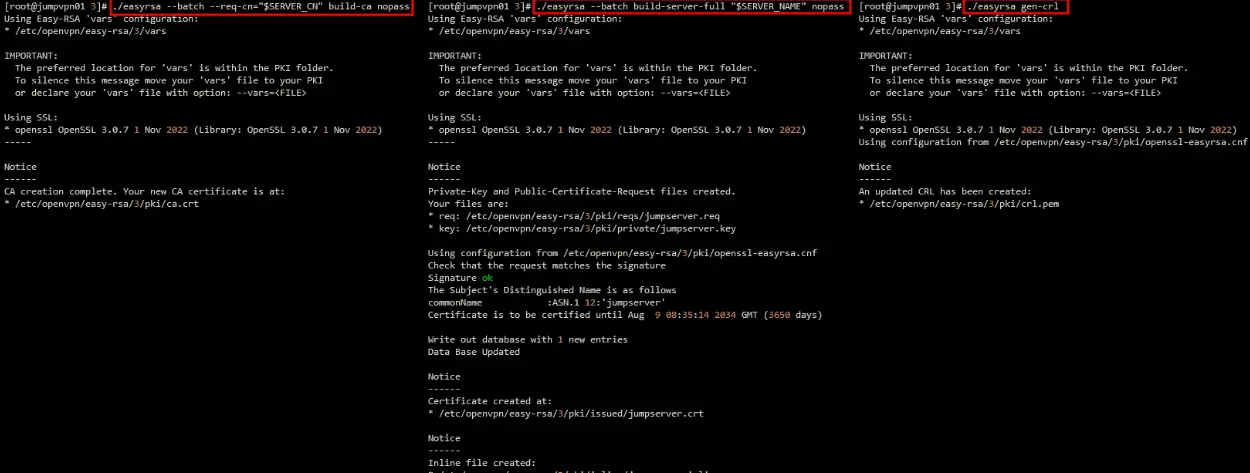 [root@jumpvpn01 3]# ./easyrsa --batch --req-cn="$SERVER_CN" build-ca nopass
Using Easy-RSA 'vars' configuration:
* /etc/openvpn/easy-rsa/3/vars
IMPORTANT:
The preferred location for 'vars' is within the PKI folder.
To silence this message move your 'vars' file to your PKI
or declare your 'vars' file with option: --vars=<FILE>
Using SSL:
* openssl OpenSSL 3.0.7 1 Nov 2022 (Library: OpenSSL 3.0.7 1 Nov 2022)
-----
Notice
------
CA creation complete. Your new CA certificate is at:
* /etc/openvpn/easy-rsa/3/pki/ca.crt
[root@jumpvpn01 3]# ./easyrsa --batch build-server-full "$SERVER_NAME" nopass
Using Easy-RSA 'vars' configuration:
* /etc/openvpn/easy-rsa/3/vars
IMPORTANT:
The preferred location for 'vars' is within the PKI folder.
To silence this message move your 'vars' file to your PKI
or declare your 'vars' file with option: --vars=<FILE>
Using SSL:
* openssl OpenSSL 3.0.7 1 Nov 2022 (Library: OpenSSL 3.0.7 1 Nov 2022)
-----
Notice
------
Private-Key and Public-Certificate-Request files created.
Your files are:
* req: /etc/openvpn/easy-rsa/3/pki/reqs/jumpserver.req
* key: /etc/openvpn/easy-rsa/3/pki/private/jumpserver.key
Using configuration from /etc/openvpn/easy-rsa/3/pki/openssl-easyrsa.cnf
Check that the request matches the signature
Signature ok
The Subject's Distinguished Name is as follows
commonName :ASN.1 12:'jumpserver'
Certificate is to be certified until Aug 9 08:35:14 2034 GMT (3650 days)
Write out database with 1 new entries
Data Base Updated
Notice
------
Certificate created at:
* /etc/openvpn/easy-rsa/3/pki/issued/jumpserver.crt
Notice
------
Inline file created:
[root@jumpvpn01 3]# ./easyrsa gen-crl
Using Easy-RSA 'vars' configuration:
* /etc/openvpn/easy-rsa/3/vars
IMPORTANT:
The preferred location for 'vars' is within the PKI folder.
To silence this message move your 'vars' file to your PKI
or declare your 'vars' file with option: --vars=<FILE>
Using SSL:
* openssl OpenSSL 3.0.7 1 Nov 2022 (Library: OpenSSL 3.0.7 1 Nov 2022)
Using configuration from /etc/openvpn/easy-rsa/3/pki/openssl-easyrsa.cnf
Notice
------
An updated CRL has been created:
* /etc/openvpn/easy-rsa/3/pki/crl.pem